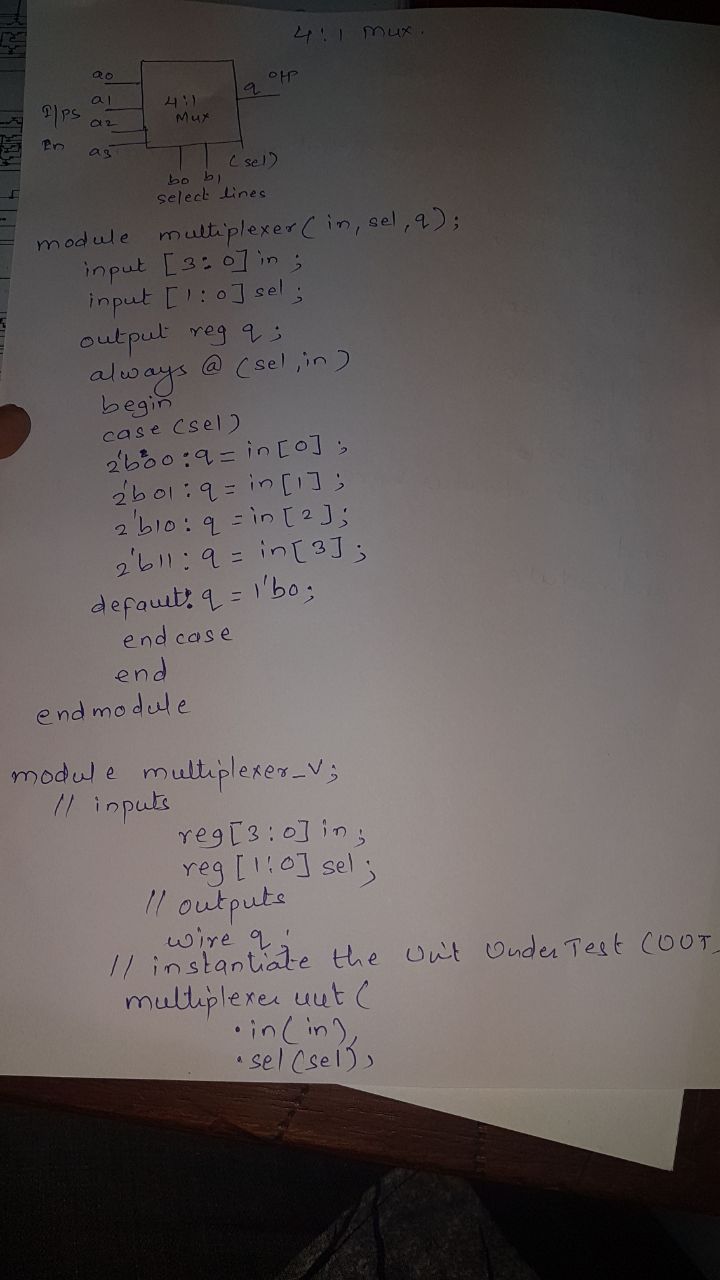 4:1 mux.
a0
a1
I/ps
a2
in
a3
4:1
Mux
q o/p
b0 b1 (sel)
select lines
module multiplexer(in, sel, q);
input [3:0] in ;
input [1:0] sel ;
output reg q ;
always @ (sel, in)
begin
case (sel)
2'b00 : q = in[0] ;
2'b01 : q = in[1] ;
2'b10 : q = in[2] ;
2'b11 : q = in[3] ;
default: q = 1'b0;
endcase
end
endmodule
module multiplexer_v;
// inputs
reg[3:0] in ;
reg [1:0] sel ;
// outputs
wire q ;
// instantiate the Unit Under Test (UUT
multiplexer uut (
.in(in),
.sel(sel),